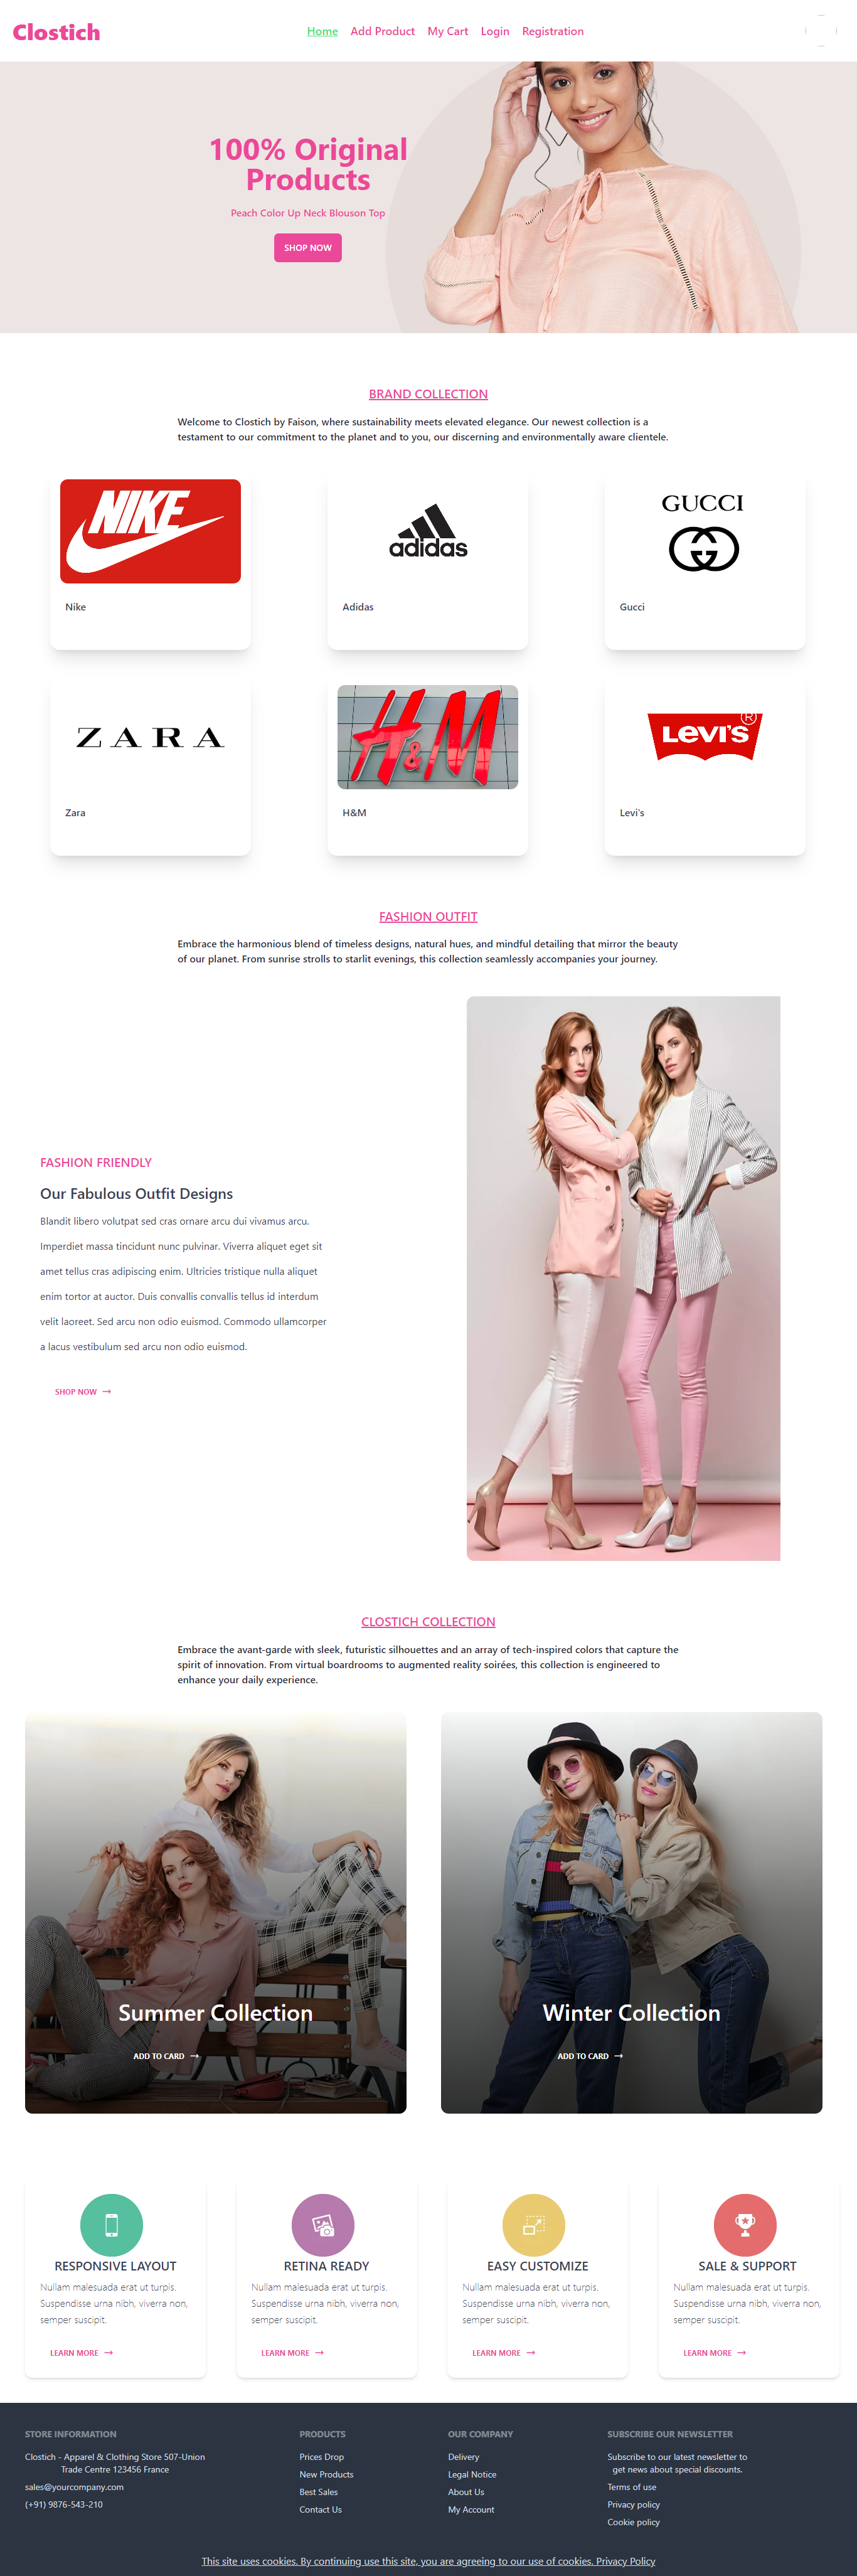 Clostich
Home Add Product My Cart Login Registration
100% Original
Products
Peach Color Up Neck Blouson Top
SHOP NOW
BRAND COLLECTION
Welcome to Clostich by Faison, where sustainability meets elevated elegance. Our newest collection is a
testament to our commitment to the planet and to you, our discerning and environmentally aware clientele.
NIKE
Nike
adidas
Adidas
GUCCI
Gucci
ZARA
Zara
H&M
H&M
LEVI'S ®
Levi's
FASHION OUTFIT
Embrace the harmonious blend of timeless designs, natural hues, and mindful detailing that mirror the beauty
of our planet. From sunrise strolls to starlit evenings, this collection seamlessly accompanies your journey.
FASHION FRIENDLY
Our Fabulous Outfit Designs
Blandit libero volutpat sed cras ornare arcu dui vivamus arcu.
Imperdiet massa tincidunt nunc pulvinar. Viverra aliquet eget sit
amet tellus cras adipiscing enim. Ultricies tristique nulla aliquet
enim tortor at auctor. Duis convallis convallis tellus id interdum
velit laoreet. Sed arcu non odio euismod. Commodo ullamcorper
a lacus vestibulum sed arcu non odio euismod.
SHOP NOW →
CLOSTICH COLLECTION
Embrace the avant-garde with sleek, futuristic silhouettes and an array of tech-inspired colors that capture the
spirit of innovation. From virtual boardrooms to augmented reality soirées, this collection is engineered to
enhance your daily experience.
Summer Collection
ADD TO CARD →
Winter Collection
ADD TO CARD →
RESPONSIVE LAYOUT
Nullam malesuada erat ut turpis.
Suspendisse urna nibh, viverra non,
semper suscipit.
LEARN MORE →
RETINA READY
Nullam malesuada erat ut turpis.
Suspendisse urna nibh, viverra non,
semper suscipit.
LEARN MORE →
EASY CUSTOMIZE
Nullam malesuada erat ut turpis.
Suspendisse urna nibh, viverra non,
semper suscipit.
LEARN MORE →
SALE & SUPPORT
Nullam malesuada erat ut turpis.
Suspendisse urna nibh, viverra non,
semper suscipit.
LEARN MORE →
STORE INFORMATION
Clostich - Apparel & Clothing Store 507-Union
Trade Centre 123456 France
sales@yourcompany.com
(+91) 9876-543-210
PRODUCTS
Prices Drop
New Products
Best Sales
Contact Us
OUR COMPANY
Delivery
Legal Notice
About Us
My Account
SUBSCRIBE OUR NEWSLETTER
Subscribe to our latest newsletter to
get news about special discounts.
Terms of use
Privacy policy
Cookie policy
This site uses cookies. By continuing use this site, you are agreeing to our use of cookies. Privacy Policy